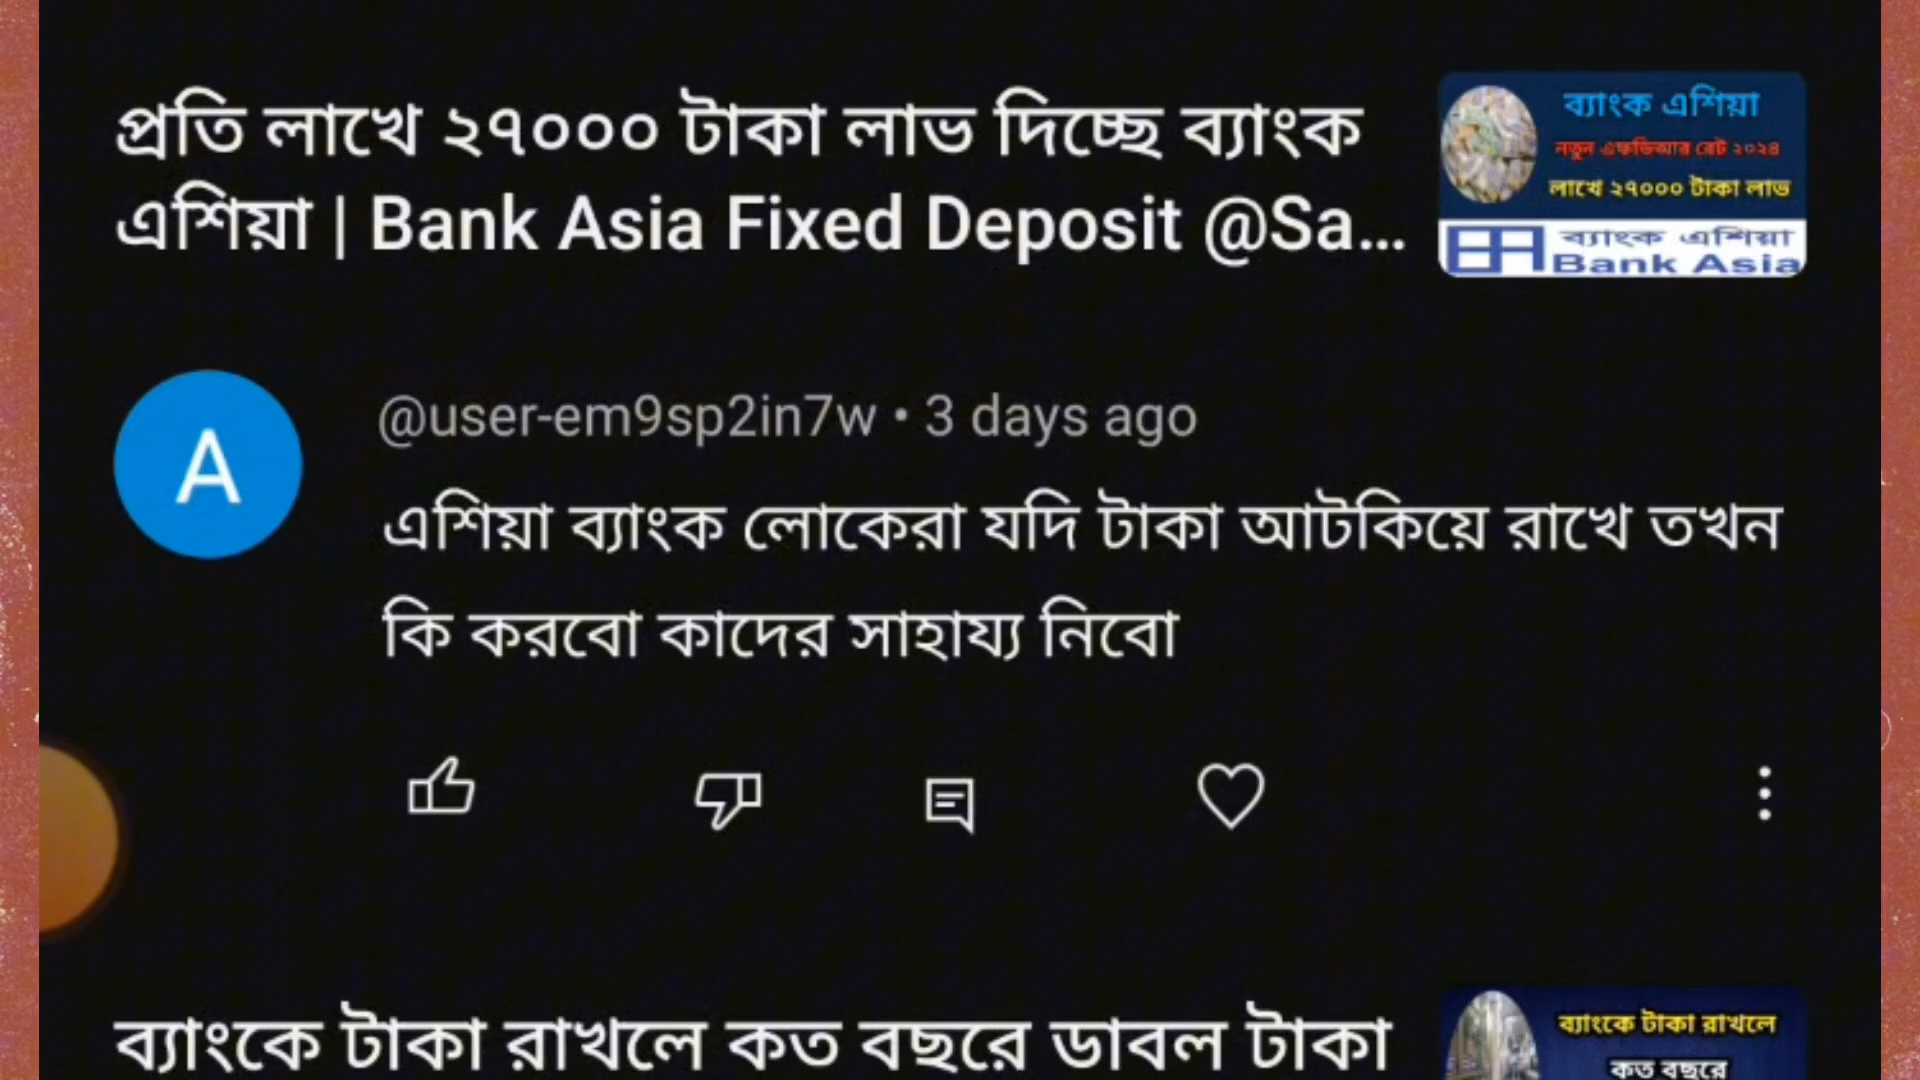 প্রতি লাখে ২৭০০০ টাকা লাভ দিচ্ছে ব্যাংক
এশিয়া | Bank Asia Fixed Deposit @Sa...
ব্যাংক এশিয়া
নতুন এফডিআর রেট ২০২৪
লাখে ২৭০০০ টাকা লাভ
ব্যাংক এশিয়া
Bank Asia
A
@user-em9sp2in7w • 3 days ago
এশিয়া ব্যাংক লোকেরা যদি টাকা আটকিয়ে রাখে তখন
কি করবো কাদের সাহায্য নিবো
ব্যাংকে টাকা রাখলে কত বছরে ডাবল টাকা
ব্যাংকে টাকা রাখলে
কত বছরে